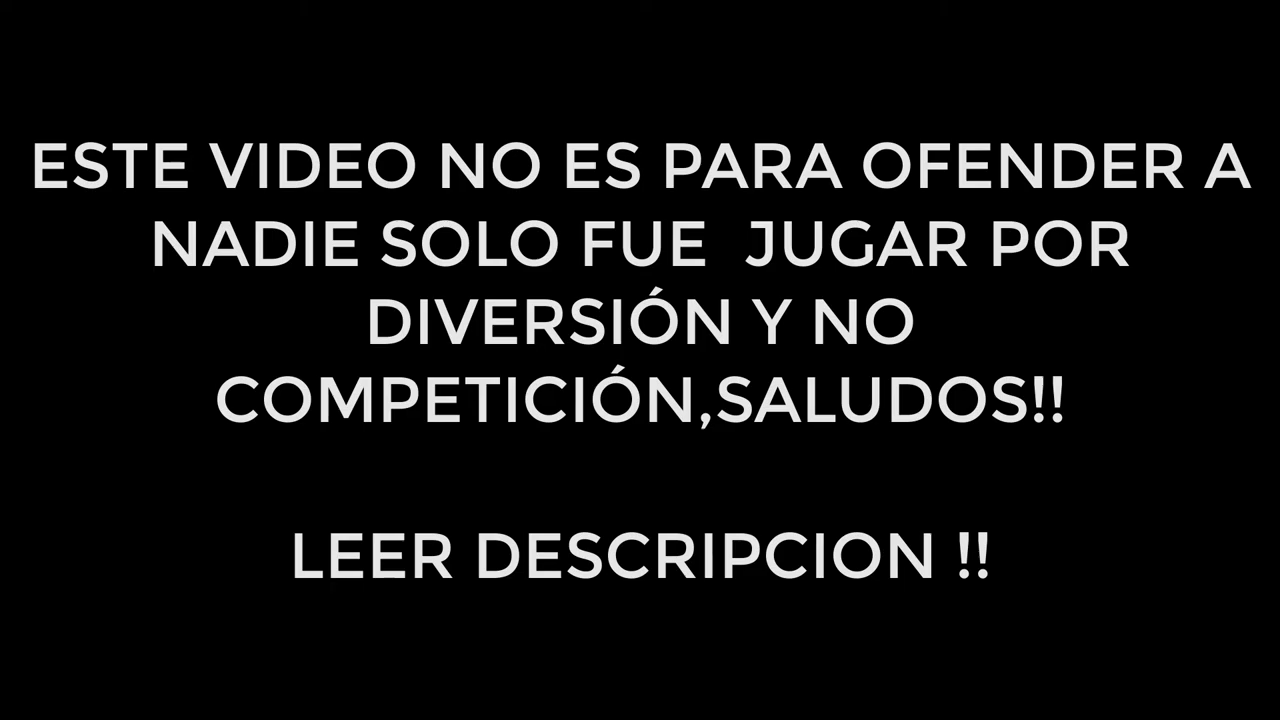 ESTE VIDEO NO ES PARA OFENDER A
NADIE SOLO FUE  JUGAR POR
DIVERSIÓN Y NO
COMPETICIÓN,SALUDOS!!
LEER DESCRIPCION !!